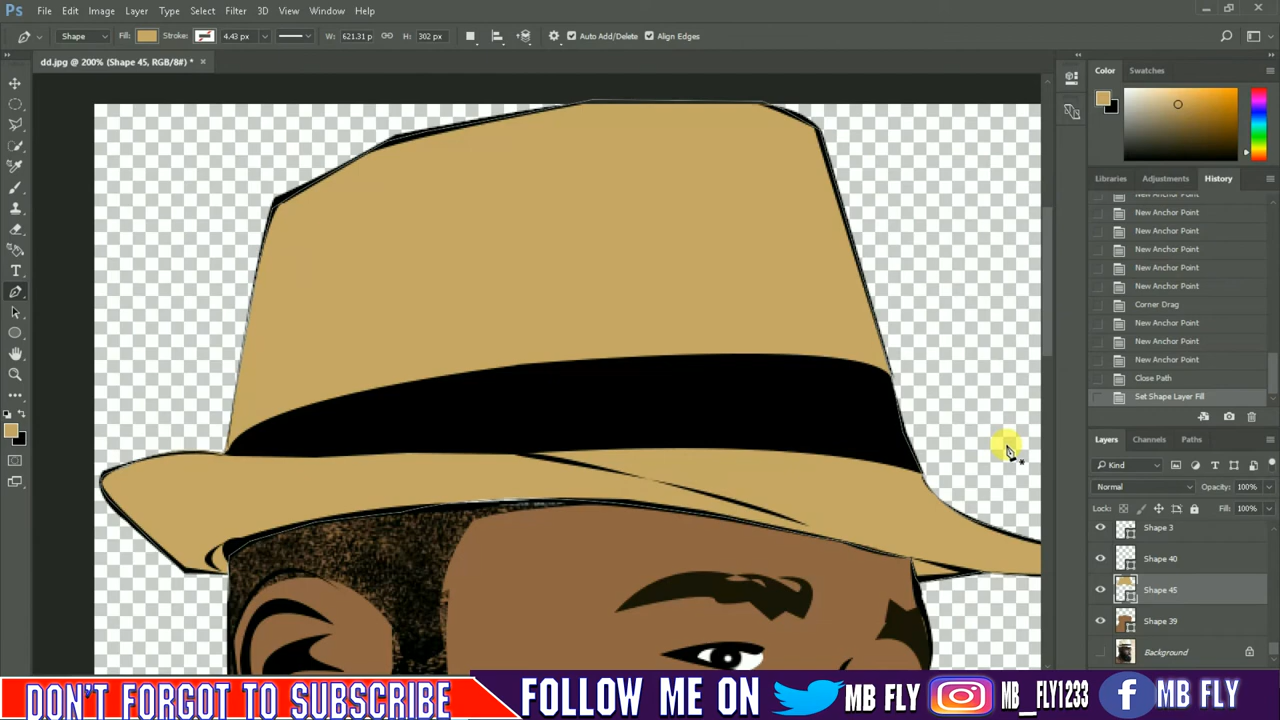 Ps File Edit Image Layer Type Select Filter 3D View Window Help
Shape Fill: Stroke: 4.43 px W: 621.31 p H: 302 px Auto Add/Delete Align Edges
dd.jpg @ 200% (Shape 45, RGB/8#) * ×
Color Swatches
Libraries Adjustments History
New Anchor Point
New Anchor Point
New Anchor Point
New Anchor Point
New Anchor Point
New Anchor Point
Corner Drag
New Anchor Point
New Anchor Point
New Anchor Point
Close Path
Set Shape Layer Fill
Layers Channels Paths
Kind
Normal Opacity: 100%
Lock: Fill: 100%
Shape 3
Shape 40
Shape 45
Shape 39
Background
DON'T FORGOT TO SUBSCRIBE FOLLOW ME ON MB FLY MB_FLY1233 MB FLY